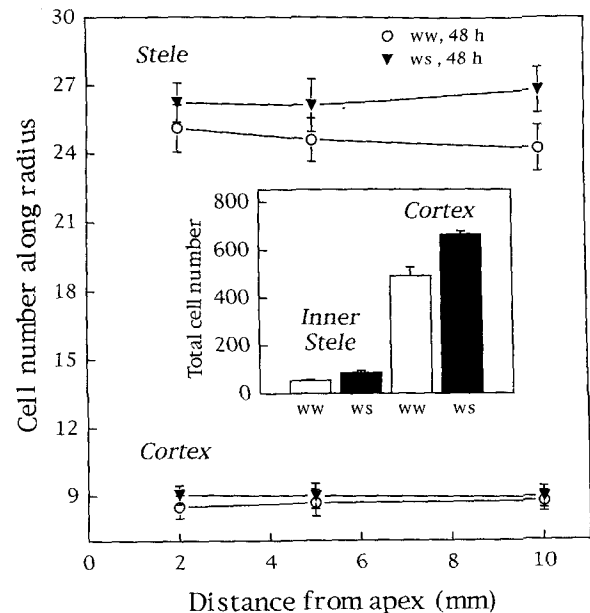 30
27
24
21
18
15
12
9
Cell number along radius
Stele
ww, 48 h
ws, 48 h
800
600
400
200
0
Total cell number
Cortex
Inner
Stele
ww ws ww ws
Cortex
0 2 4 6 8 10
Distance from apex (mm)